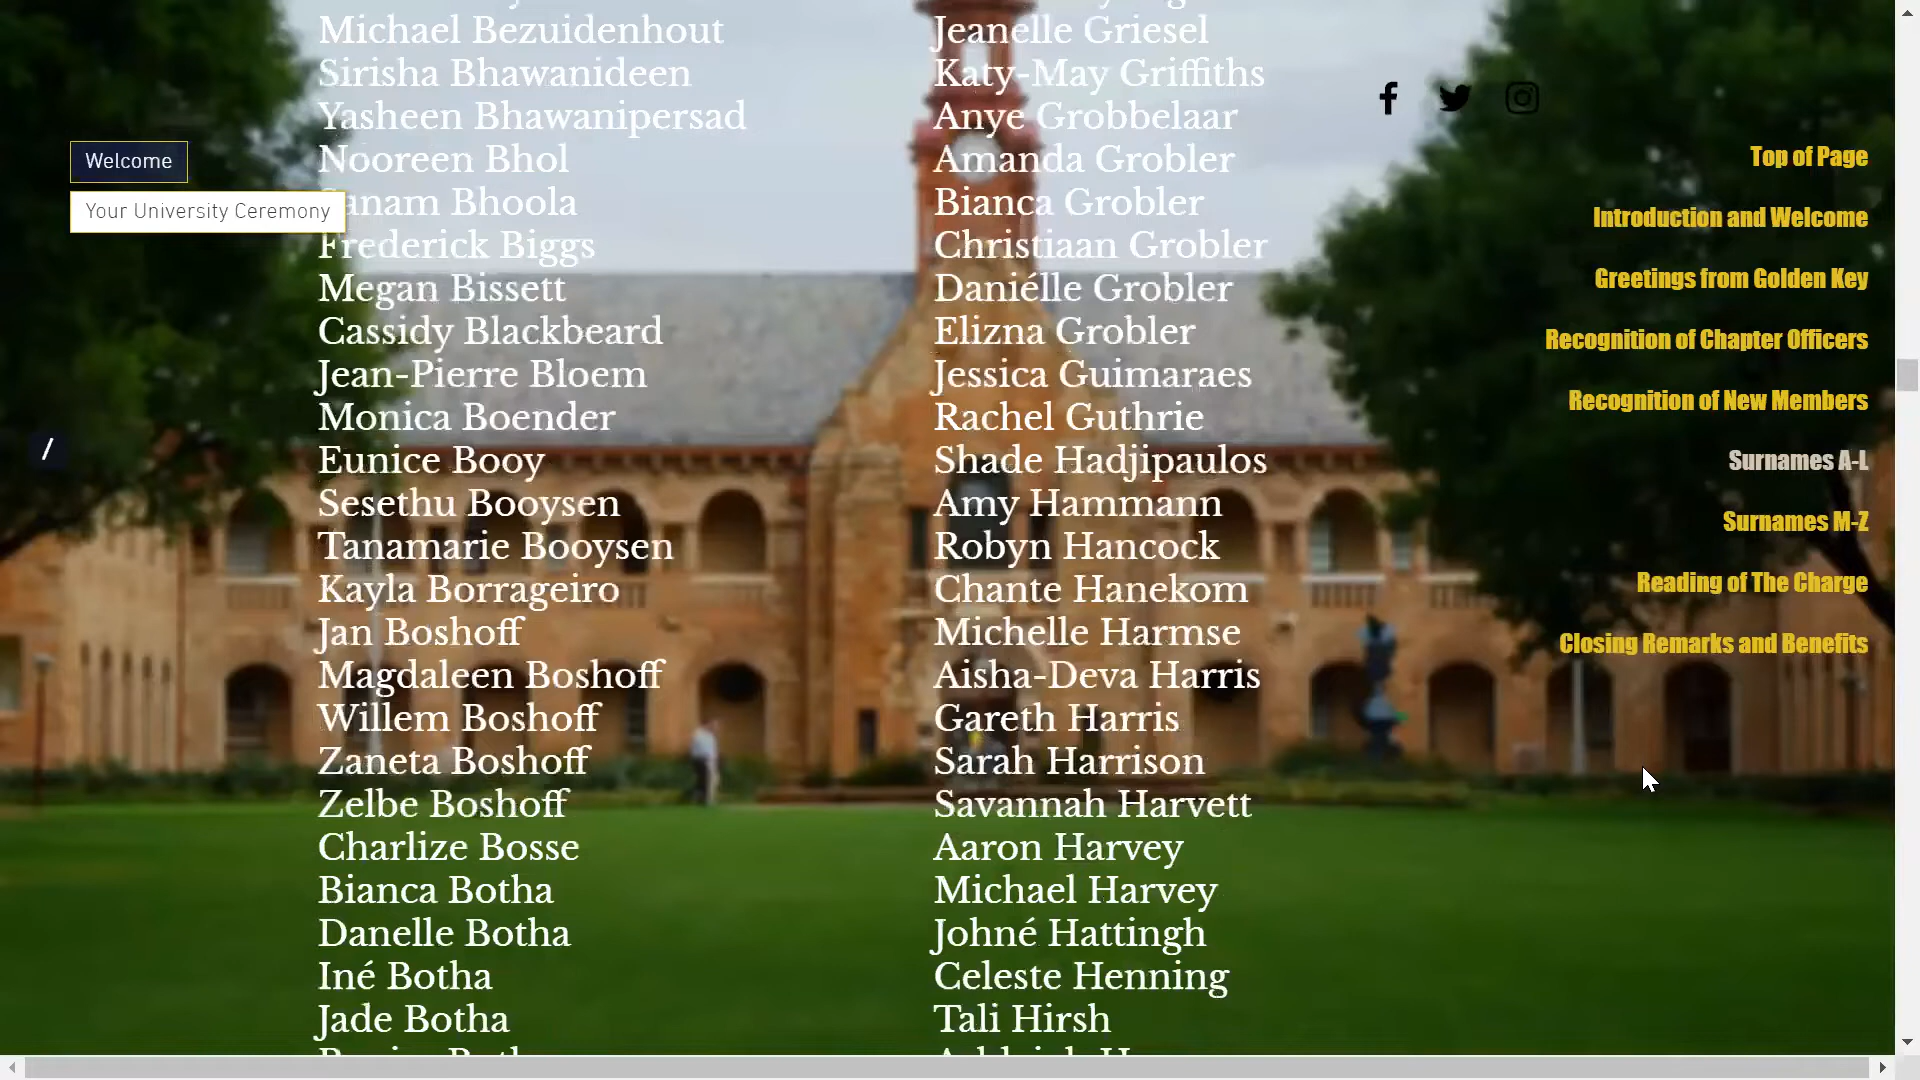 Michael Bezuidenhout
Sirisha Bhawanideen
Yasheen Bhawanipersad
Nooreen Bhol
Sanam Bhoola
Frederick Biggs
Megan Bissett
Cassidy Blackbeard
Jean-Pierre Bloem
Monica Boender
Eunice Booy
Sesethu Booysen
Tanamarie Booysen
Kayla Borrageiro
Jan Boshoff
Magdaleen Boshoff
Willem Boshoff
Zaneta Boshoff
Zelbe Boshoff
Charlize Bosse
Bianca Botha
Danelle Botha
Iné Botha
Jade Botha
Jeanelle Griesel
Katy-May Griffiths
Anye Grobbelaar
Amanda Grobler
Bianca Grobler
Christiaan Grobler
Daniélle Grobler
Elizna Grobler
Jessica Guimaraes
Rachel Guthrie
Shade Hadjipaulos
Amy Hammann
Robyn Hancock
Chante Hanekom
Michelle Harmse
Aisha-Deva Harris
Gareth Harris
Sarah Harrison
Savannah Harvett
Aaron Harvey
Michael Harvey
Johné Hattingh
Celeste Henning
Tali Hirsh
Welcome
Your University Ceremony
/
Top of Page
Introduction and Welcome
Greetings from Golden Key
Recognition of Chapter Officers
Recognition of New Members
Surnames A-L
Surnames M-Z
Reading of The Charge
Closing Remarks and Benefits